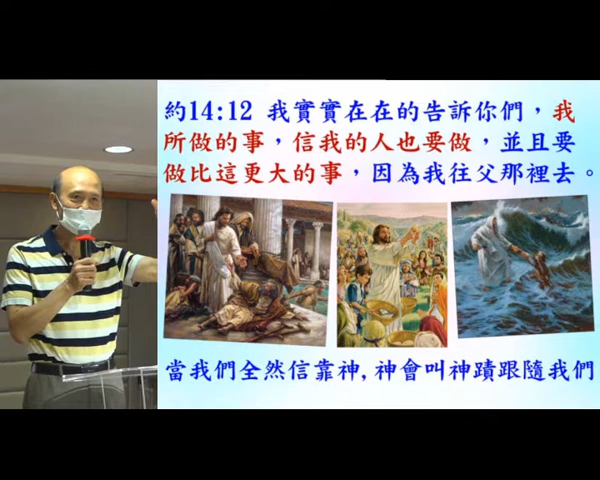 約14:12 我實實在在的告訴你們，我
所做的事，信我的人也要做，並且要
做比這更大的事，因為我往父那裡去。
當我們全然信靠神,神會叫神蹟跟隨我們